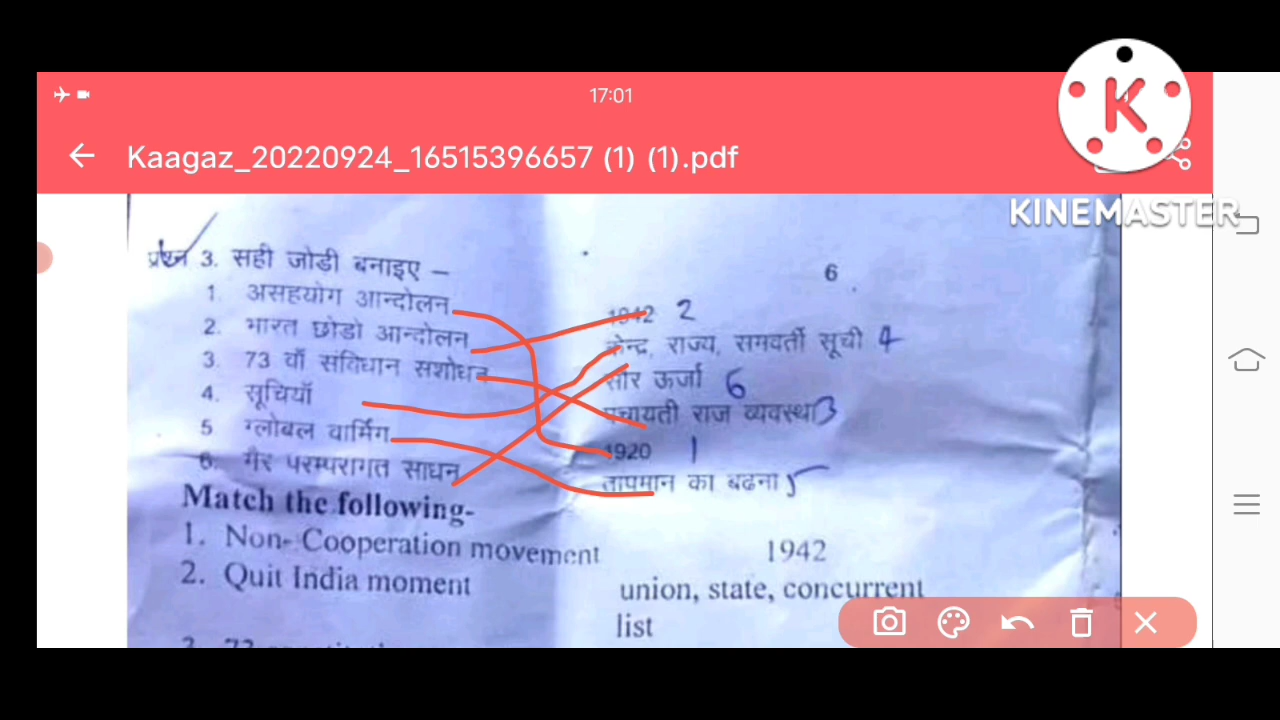 17:01
Kaagaz_20220924_16515396657 (1) (1).pdf
K
KINEMASTER
प्रश्न 3. सही जोडी बनाइए –
6
1. असहयोग आन्दोलन
1942 2
2. भारत छोडो आन्दोलन
केन्द्र, राज्य, समवर्ती सूची 4
3. 73 वॉ संविधान सशोधन
सौर ऊर्जा 6
4. सूचियॉ
पंचायती राज व्यवस्था 3
5 ग्लोबल वार्मिग
1920 1
6. गैर परम्परागत साधन
तापमान का बढना 5
Match the following-
1. Non- Cooperation movement
1942
2. Quit India moment
union, state, concurrent
list